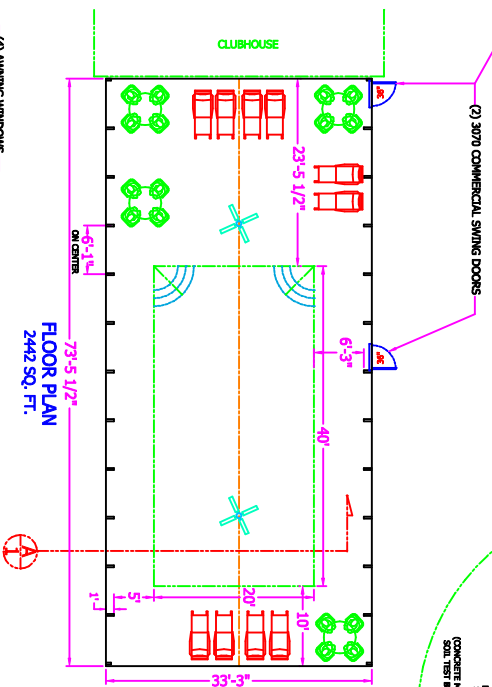 CLUBHOUSE
36"
(2) 3070 COMMERCIAL SWING DOORS
23'-5 1/2"
6'-1"
ON CENTER
73'-5 1/2"
FLOOR PLAN
2442 SQ. FT.
36"
6'-3"
40'
A
1
1'
5'
20'
10'
33'-3"
(CONCRETE
SOIL TEST